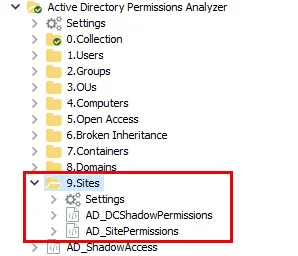 Active Directory Permissions Analyzer
Settings
0.Collection
1.Users
2.Groups
3.OUs
4.Computers
5.Open Access
6.Broken Inheritance
7.Containers
8.Domains
9.Sites
Settings
AD_DCShadowPermissions
AD_SitePermissions
AD_ShadowAccess